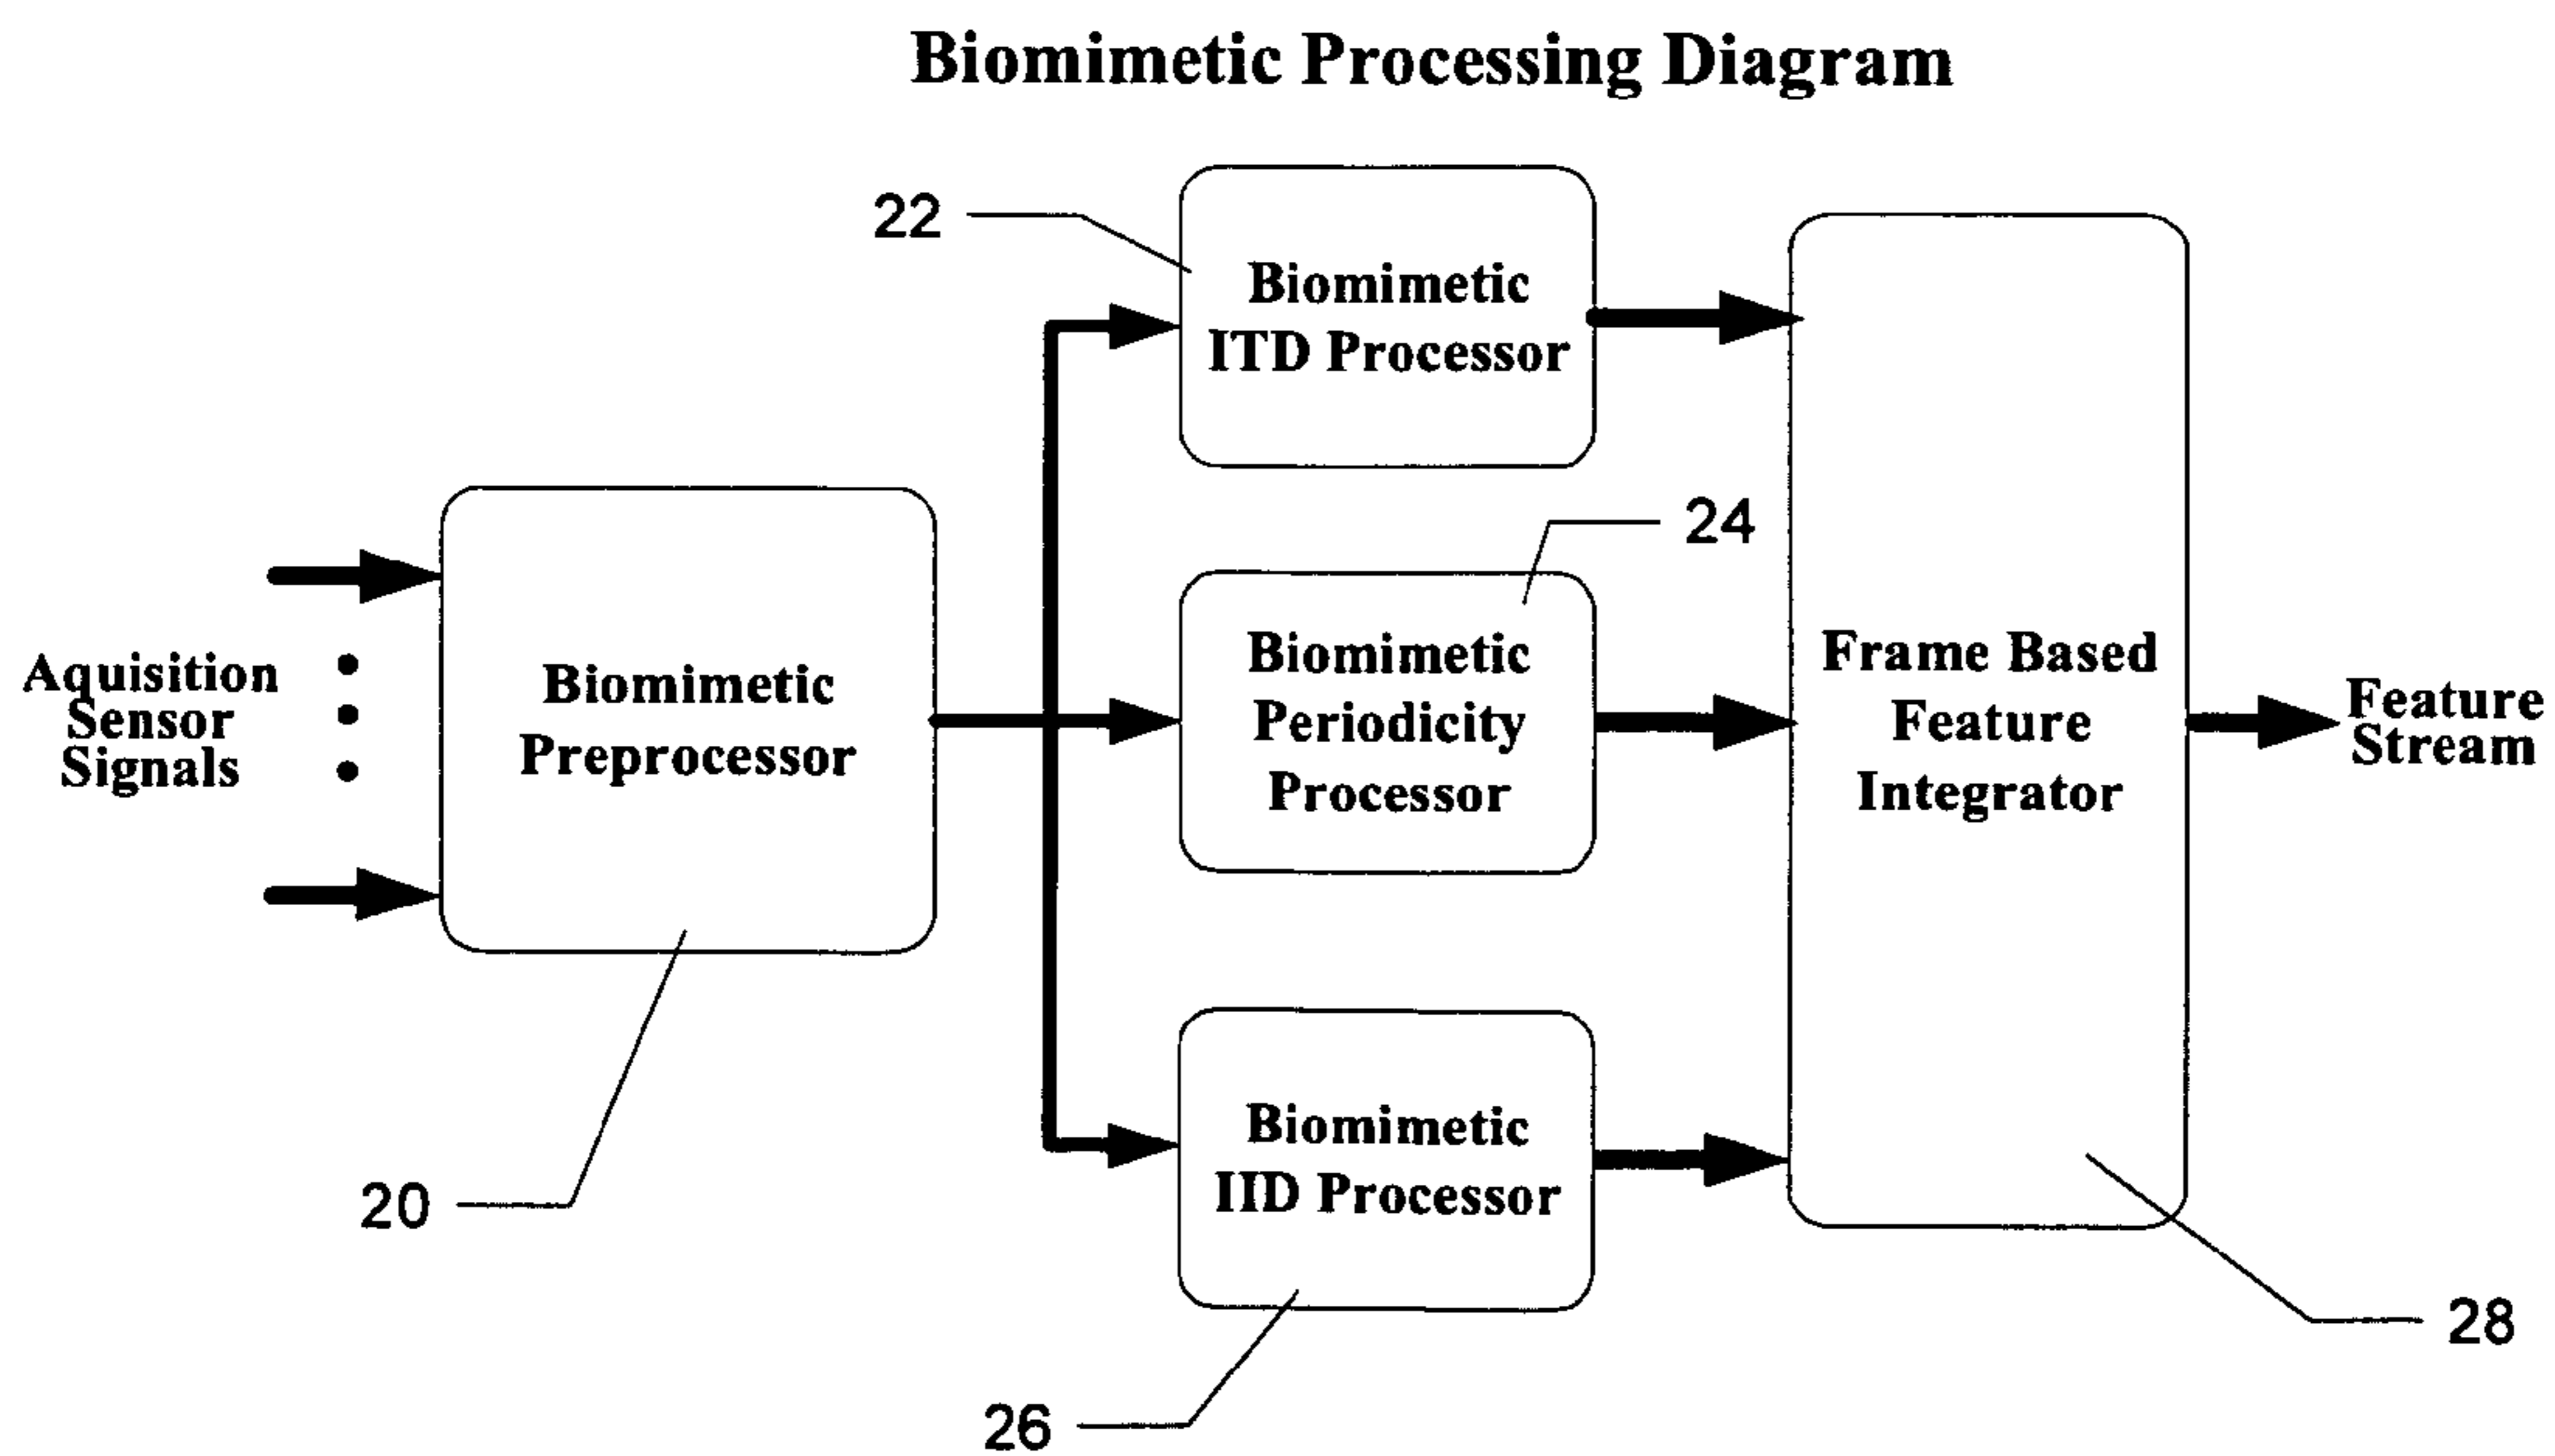 Biomimetic Processing Diagram
22
Biomimetic
ITD Processor
24
Aquisition
Sensor
Signals
Biomimetic
Preprocessor
Biomimetic
Periodicity
Processor
Frame Based
Feature
Integrator
Feature
Stream
20
Biomimetic
IID Processor
26
28